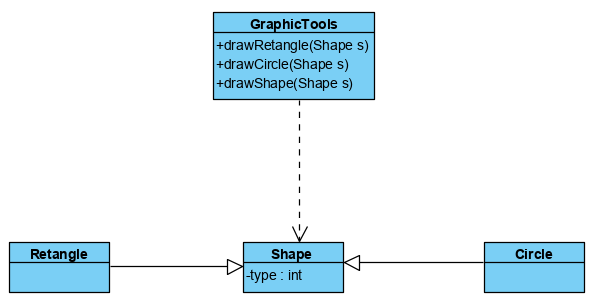 GraphicTools
+drawRetangle(Shape s)
+drawCircle(Shape s)
+drawShape(Shape s)
Retangle
Shape
-type : int
Circle